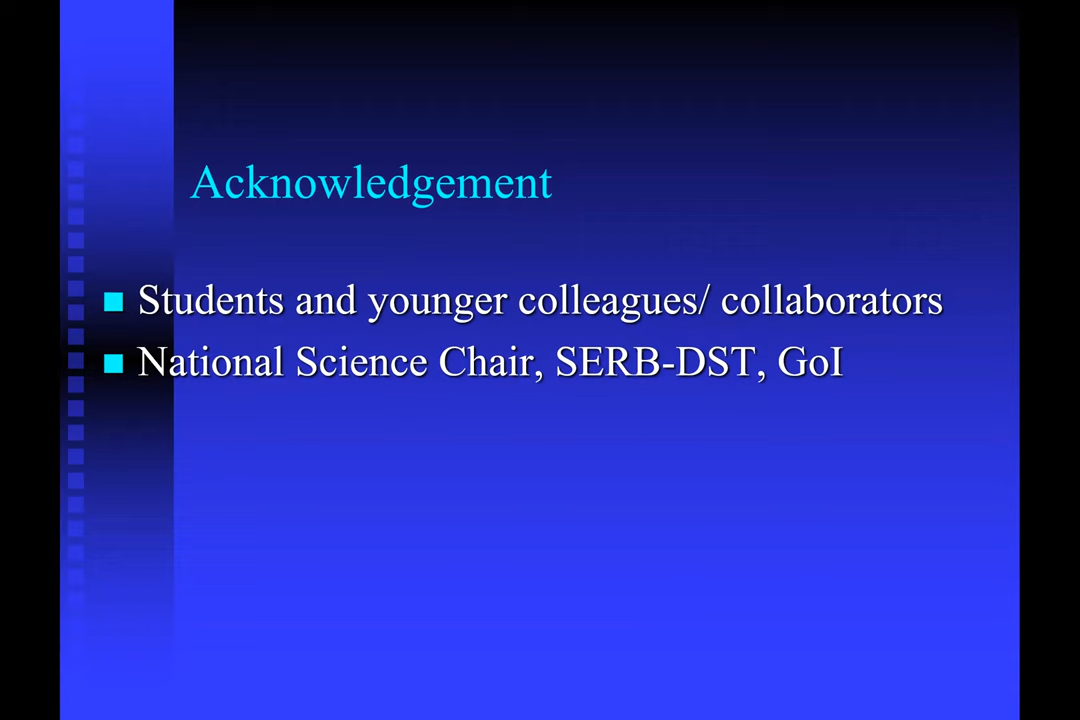 Acknowledgement
Students and younger colleagues/ collaborators
National Science Chair, SERB-DST, GoI